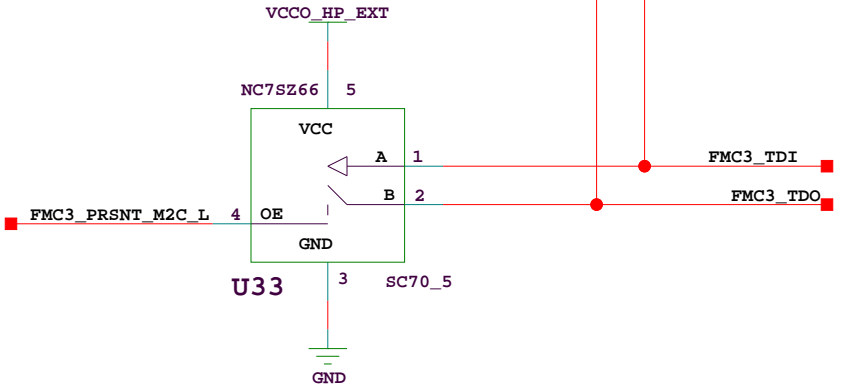 VCCO_HP_EXT
NC7SZ66 5
VCC
A 1 FMC3_TDI
B 2 FMC3_TDO
FMC3_PRSNT_M2C_L 4 OE
GND
U33 3 SC70_5
GND